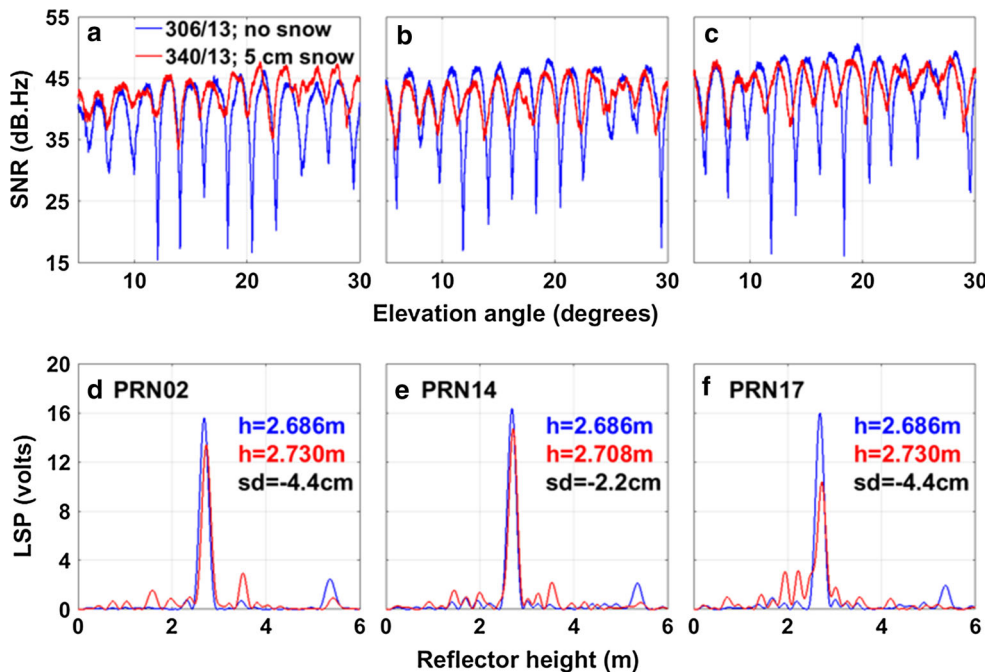 55
45
35
25
15
SNR (dB.Hz)
a
306/13; no snow
340/13; 5 cm snow
b
c
10 20 30
10 20 30
10 20 30
Elevation angle (degrees)
20
16
12
8
4
0
LSP (volts)
d PRN02
h=2.686m
h=2.730m
sd=-4.4cm
e PRN14
h=2.686m
h=2.708m
sd=-2.2cm
f PRN17
h=2.686m
h=2.730m
sd=-4.4cm
0 2 4 6
0 2 4 6
0 2 4 6
Reflector height (m)